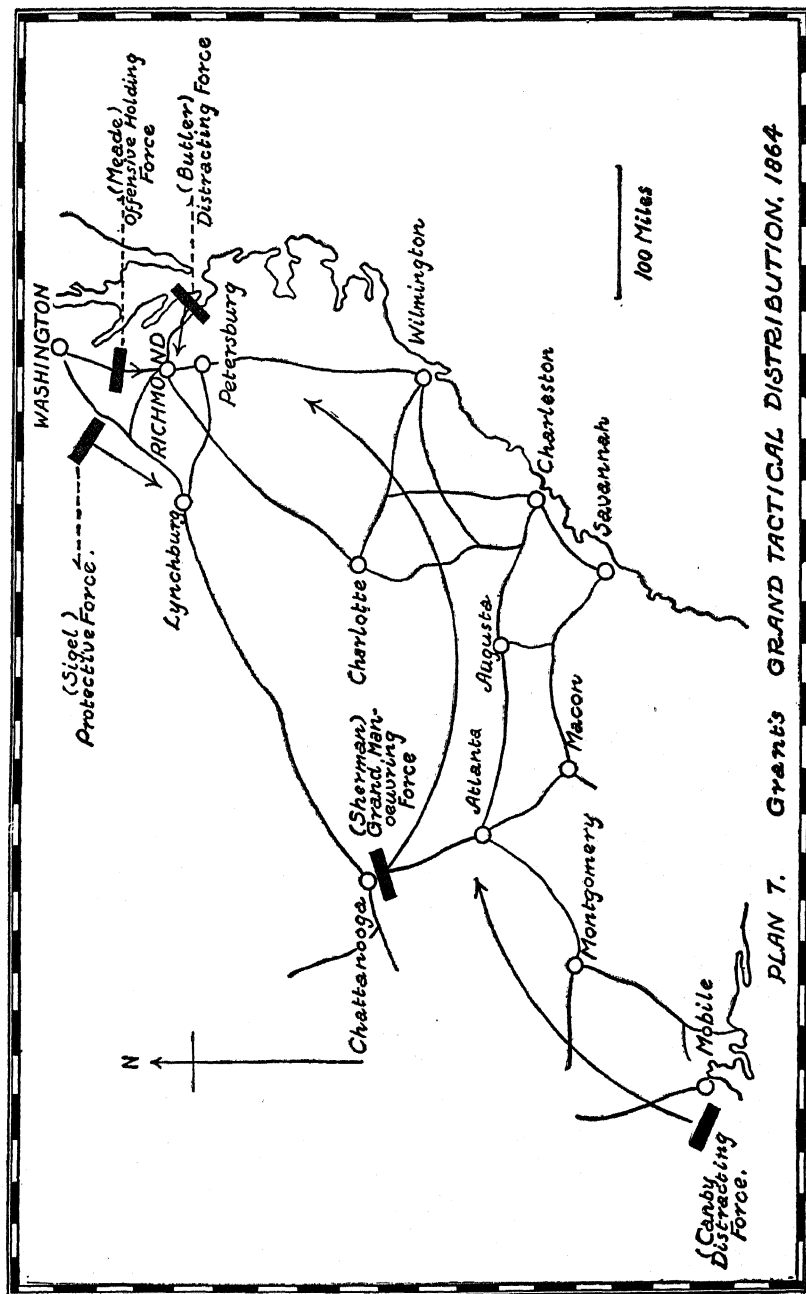 WASHINGTON
(Meade)
Offensive Holding
Force
(Butler)
Distracting Force
RICHMOND
Petersburg
(Sigel)
Protective Force.
Lynchburg
Wilmington
Charlotte
Charleston
Savannah
Augusta
Macon
Atlanta
(Sherman)
Grand Man-
oeuvring
Force
Chattanooga
Montgomery
Mobile
(Canby
Distracting
Force.
N
100 Miles
PLAN 7. Grant's GRAND TACTICAL DISTRIBUTION, 1864